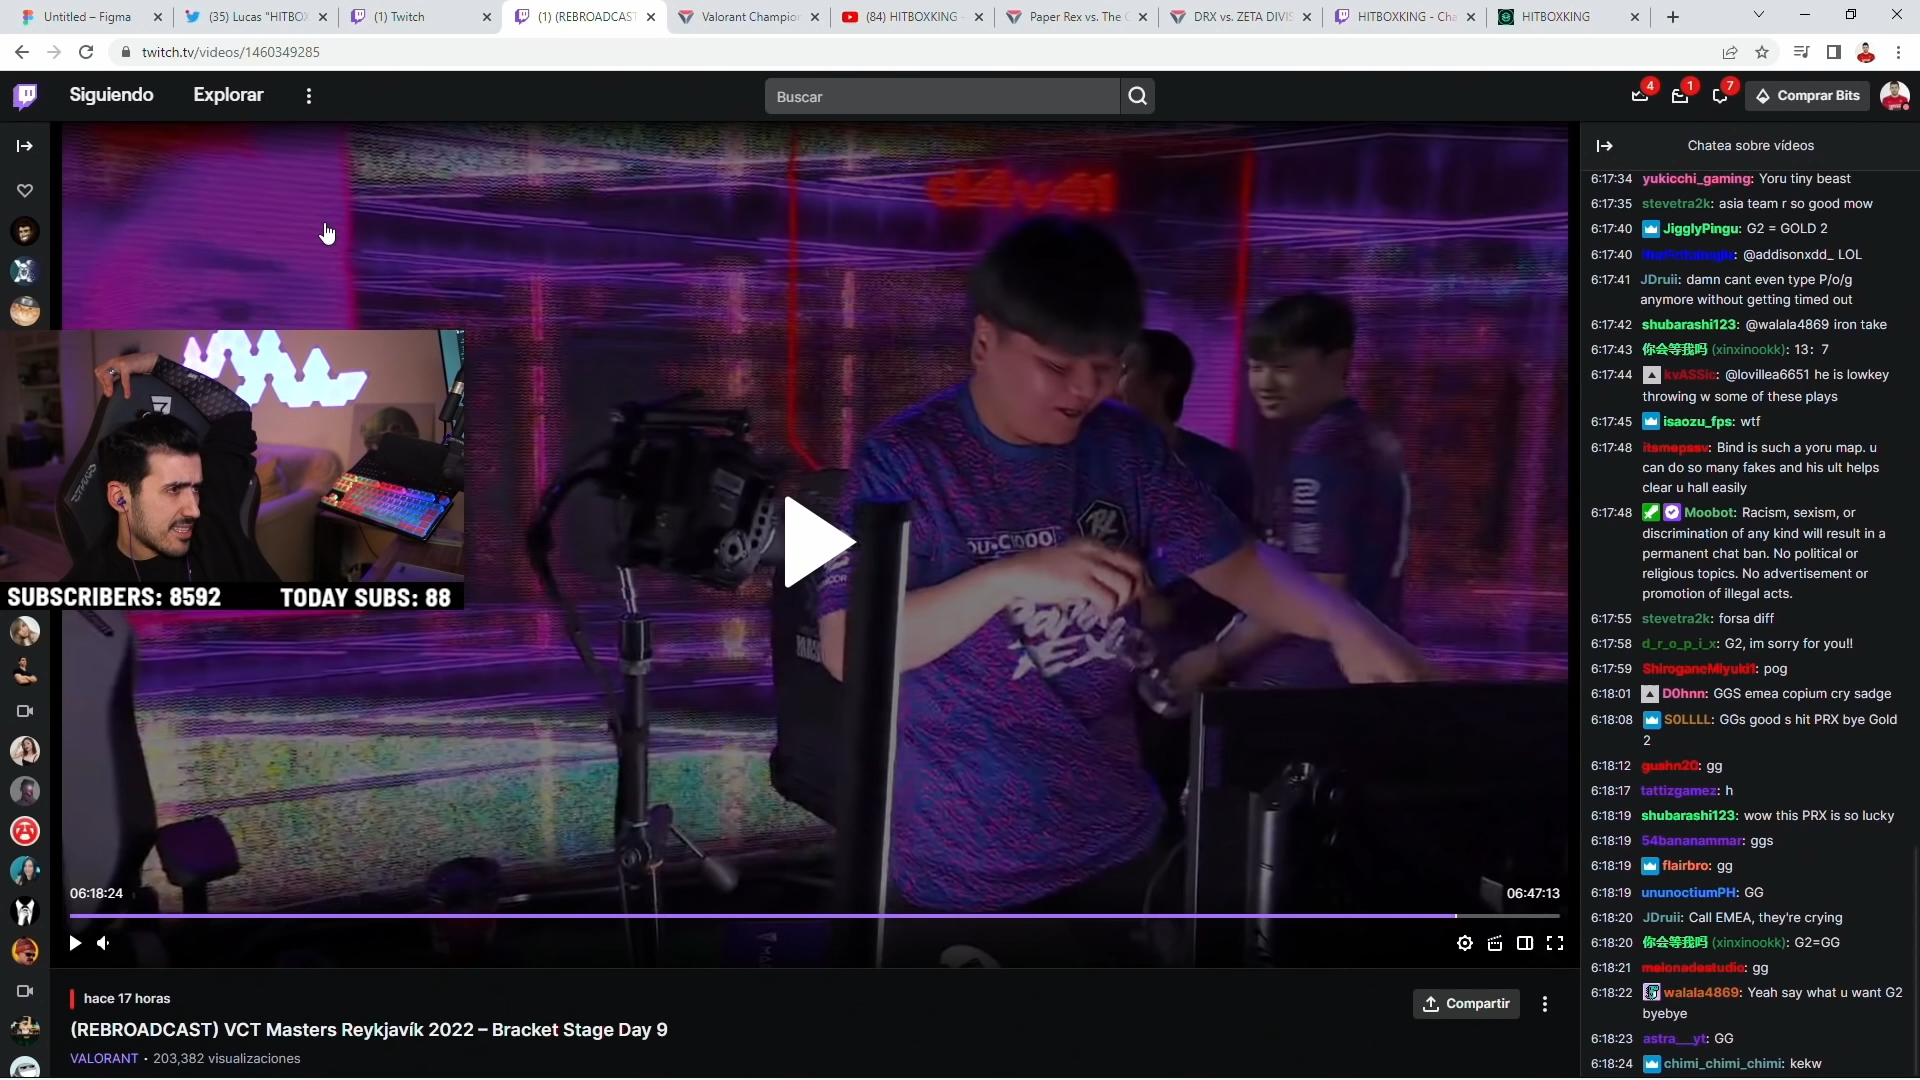 Untitled – Figma
(35) Lucas "HITBOX
(1) Twitch
(1) (REBROADCAST
Valorant Champion
(84) HITBOXKING -
Paper Rex vs. The G
DRX vs. ZETA DIVIS
HITBOXKING - Cha
HITBOXKING
twitch.tv/videos/1460349285
Siguiendo
Explorar
Buscar
4
1
7
Comprar Bits
Chatea sobre vídeos
6:17:34 yukicchi_gaming: Yoru tiny beast
6:17:35 stevetra2k: asia team r so good mow
6:17:40 JigglyPingu: G2 = GOLD 2
6:17:40 : @addisonxdd_ LOL
6:17:41 JDruii: damn cant even type P/o/g
anymore without getting timed out
6:17:42 shubarashi123: @walala4869 iron take
6:17:43 你会等我吗 (xinxinookk): 13：7
6:17:44 kvASSic: @lovillea6651 he is lowkey
throwing w some of these plays
6:17:45 isaozu_fps: wtf
6:17:48 itsmepssv: Bind is such a yoru map. u
can do so many fakes and his ult helps
clear u hall easily
6:17:48 Moobot: Racism, sexism, or
discrimination of any kind will result in a
permanent chat ban. No political or
religious topics. No advertisement or
promotion of illegal acts.
6:17:55 stevetra2k: forsa diff
6:17:58 d_r_o_p_i_x: G2, im sorry for you!!
6:17:59 ShiroganeMiyuki1: pog
6:18:01 D0hnn: GGS emea copium cry sadge
6:18:08 S0LLLL: GGs good s hit PRX bye Gold
2
6:18:12 gushn20: gg
6:18:17 tattizgamez: h
6:18:19 shubarashi123: wow this PRX is so lucky
6:18:19 54bananammar: ggs
6:18:19 flairbro: gg
6:18:19 ununoctiumPH: GG
6:18:20 JDruii: Call EMEA, they're crying
6:18:20 你会等我吗 (xinxinookk): G2=GG
6:18:21 melonadestudio: gg
6:18:22 walala4869: Yeah say what u want G2
byebye
6:18:23 astra__yt: GG
6:18:24 chimi_chimi_chimi: kekw
SUBSCRIBERS: 8592
TODAY SUBS: 88
06:18:24
06:47:13
hace 17 horas
Compartir
(REBROADCAST) VCT Masters Reykjavík 2022 – Bracket Stage Day 9
VALORANT • 203,382 visualizaciones